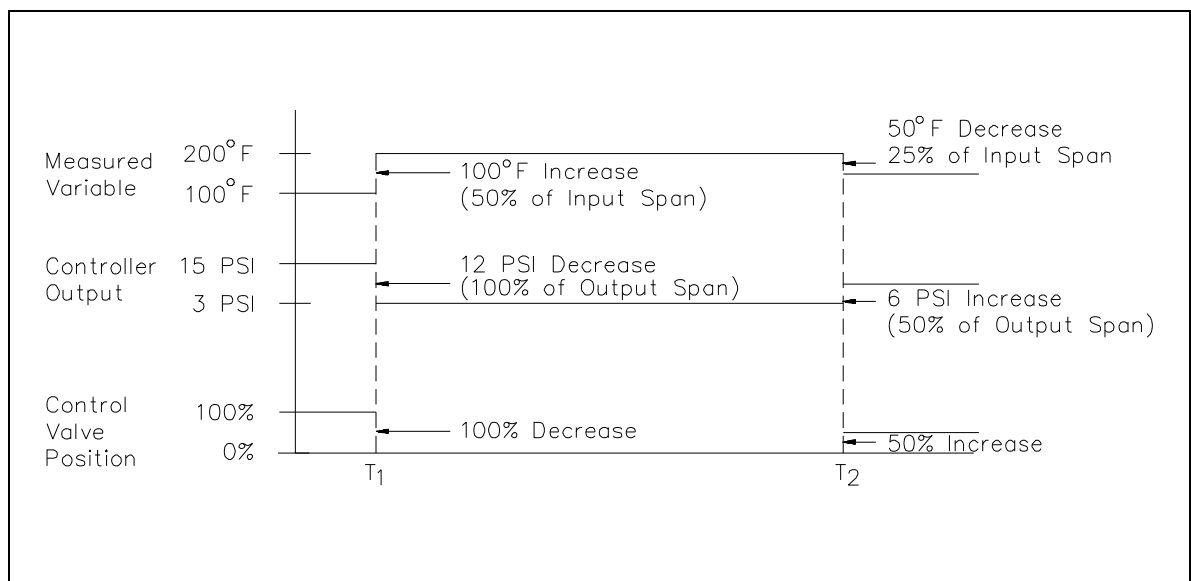 Measured
Variable
200°F
100°F
100°F Increase
(50% of Input Span)
50°F Decrease
25% of Input Span
Controller
Output
15 PSI
3 PSI
12 PSI Decrease
(100% of Output Span)
6 PSI Increase
(50% of Output Span)
Control
Valve
Position
100%
0%
100% Decrease
50% Increase
T1
T2